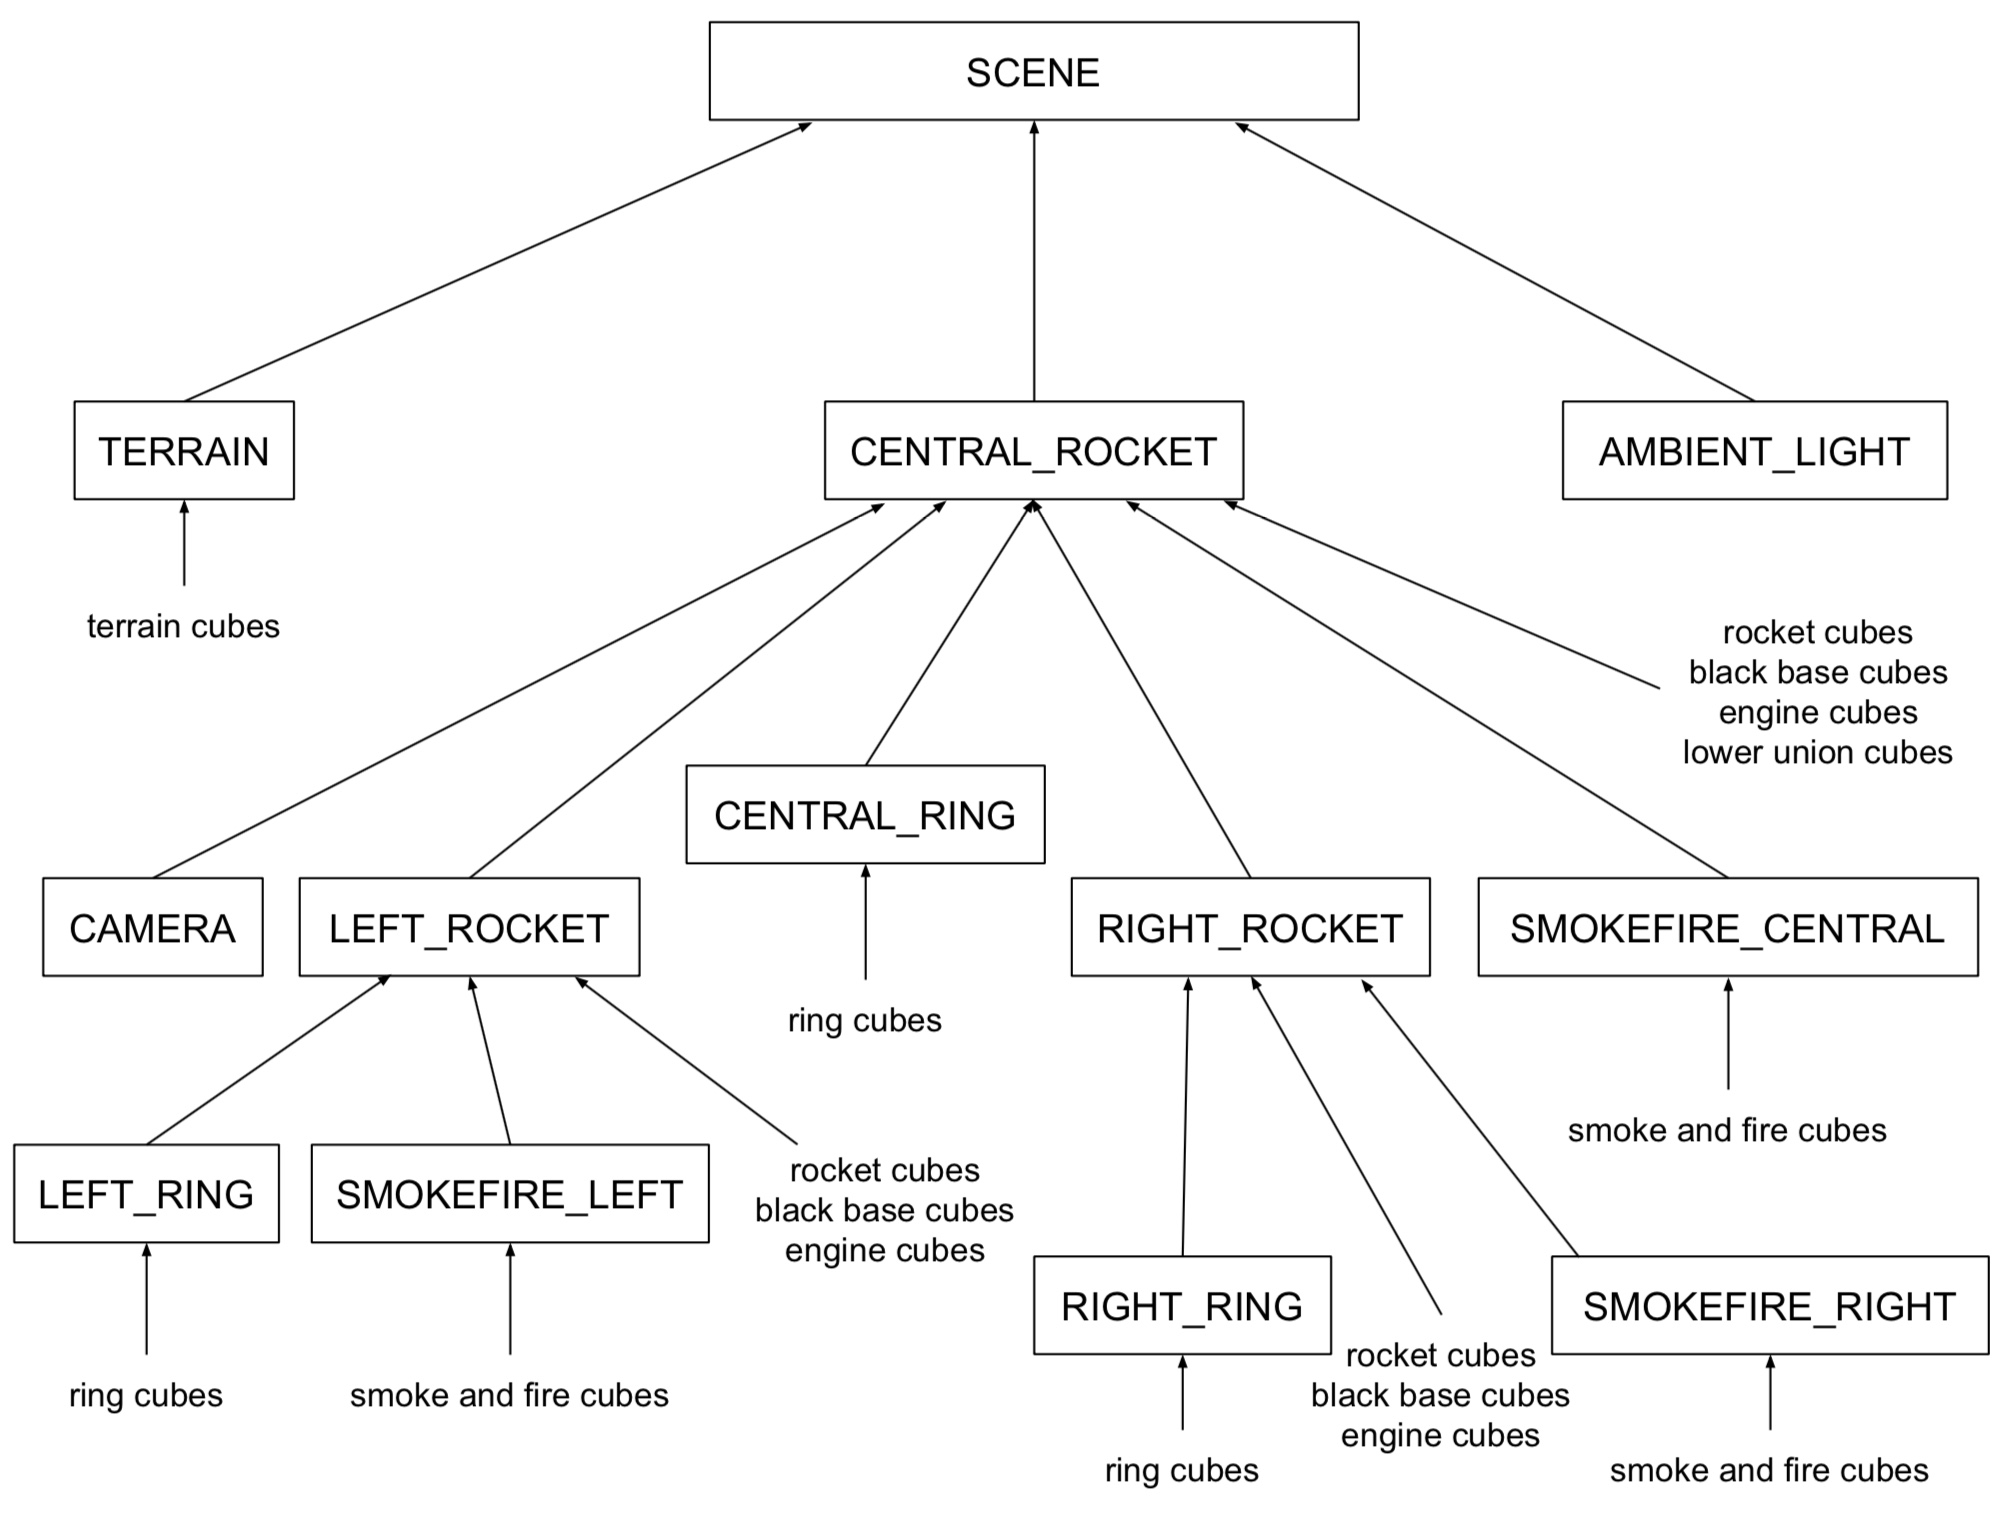 SCENE
TERRAIN
CENTRAL_ROCKET
AMBIENT_LIGHT
terrain cubes
rocket cubes
black base cubes
engine cubes
lower union cubes
CENTRAL_RING
CAMERA
LEFT_ROCKET
RIGHT_ROCKET
SMOKEFIRE_CENTRAL
ring cubes
smoke and fire cubes
LEFT_RING
SMOKEFIRE_LEFT
rocket cubes
black base cubes
engine cubes
RIGHT_RING
SMOKEFIRE_RIGHT
ring cubes
smoke and fire cubes
rocket cubes
black base cubes
engine cubes
ring cubes
smoke and fire cubes